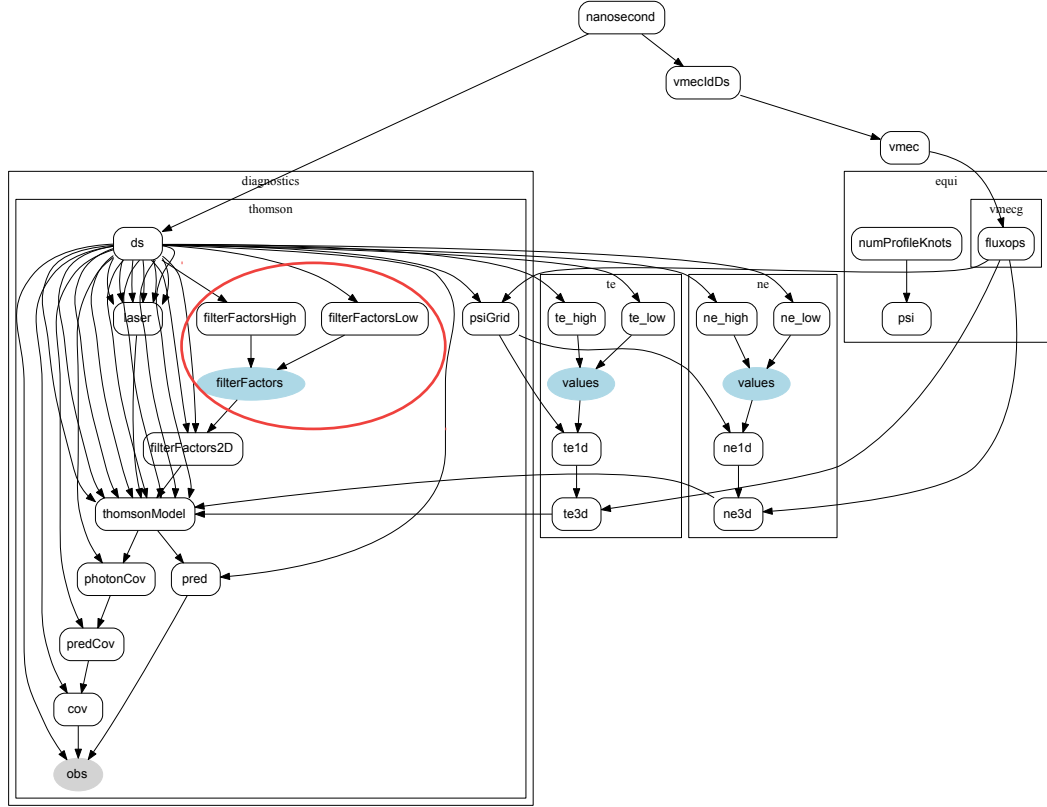 nanosecond
vmecIdDs
vmec
diagnostics
equi
thomson
vmecg
ds
numProfileKnots
fluxops
te
ne
laser
filterFactorsHigh
filterFactorsLow
psiGrid
te_high
te_low
ne_high
ne_low
psi
filterFactors
values
values
filterFactors2D
te1d
ne1d
thomsonModel
te3d
ne3d
photonCov
pred
predCov
cov
obs